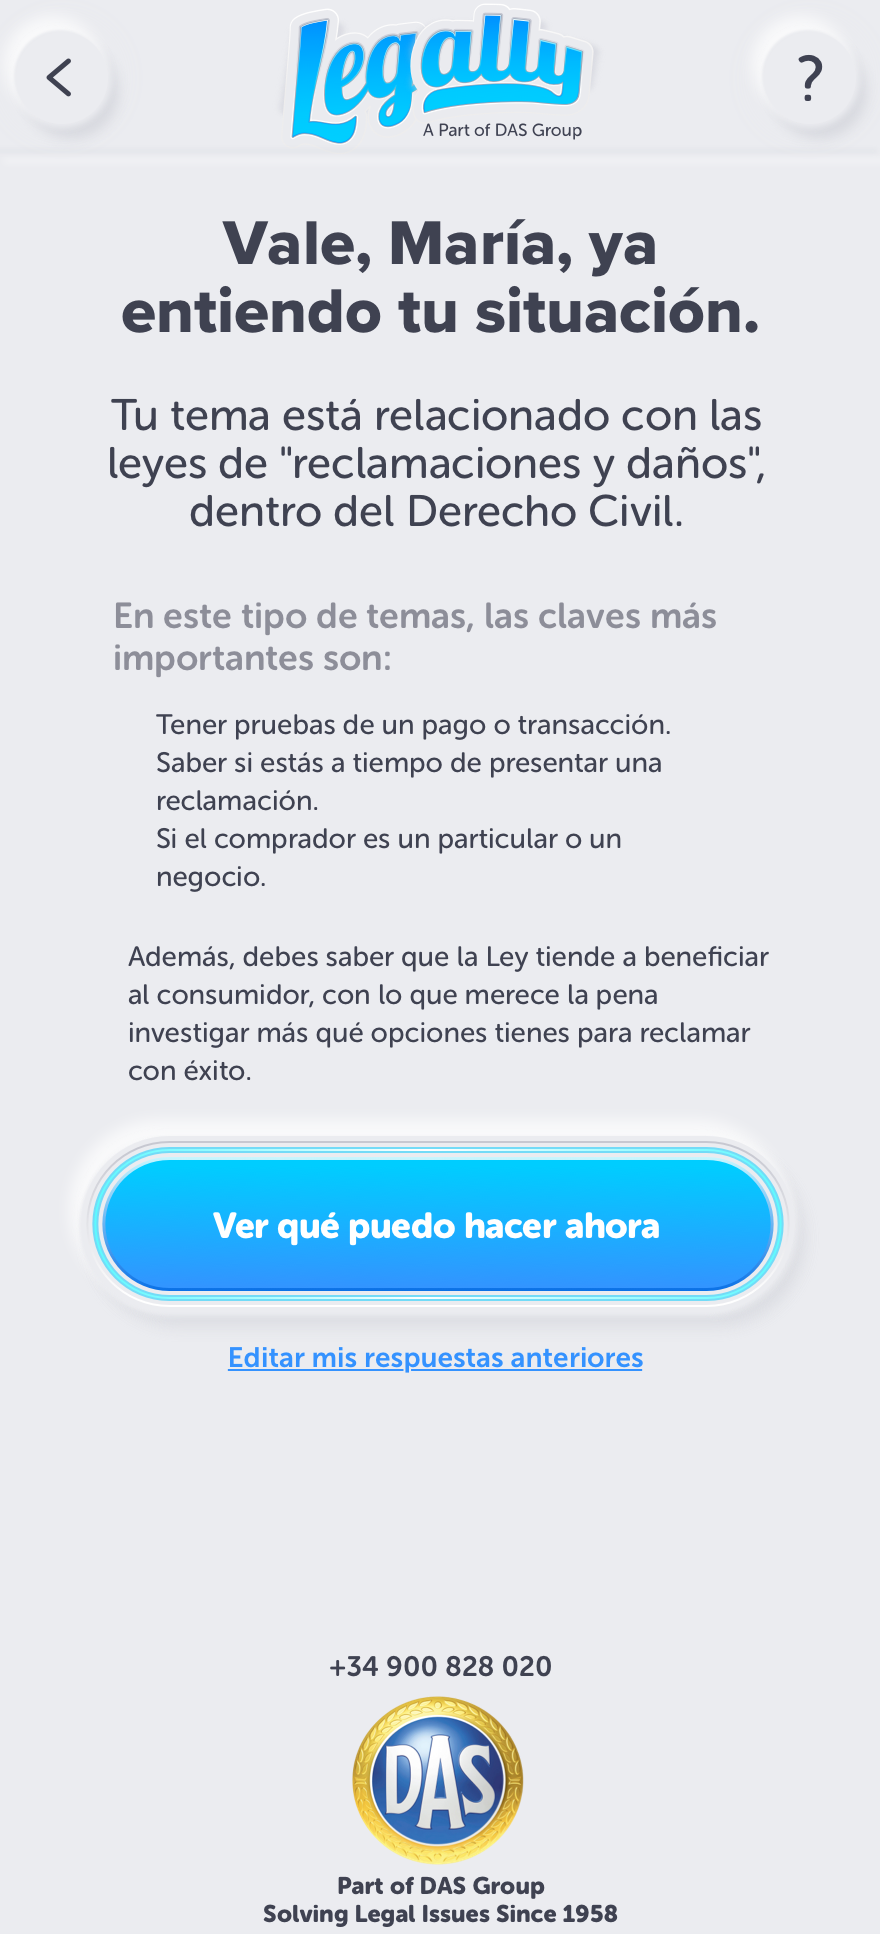 Legally
A Part of DAS Group
?
Vale, María, ya
entiendo tu situación.
Tu tema está relacionado con las
leyes de "reclamaciones y daños",
dentro del Derecho Civil.
En este tipo de temas, las claves más
importantes son:
Tener pruebas de un pago o transacción.
Saber si estás a tiempo de presentar una
reclamación.
Si el comprador es un particular o un
negocio.
Además, debes saber que la Ley tiende a beneficiar
al consumidor, con lo que merece la pena
investigar más qué opciones tienes para reclamar
con éxito.
Ver qué puedo hacer ahora
Editar mis respuestas anteriores
+34 900 828 020
DAS
Part of DAS Group
Solving Legal Issues Since 1958